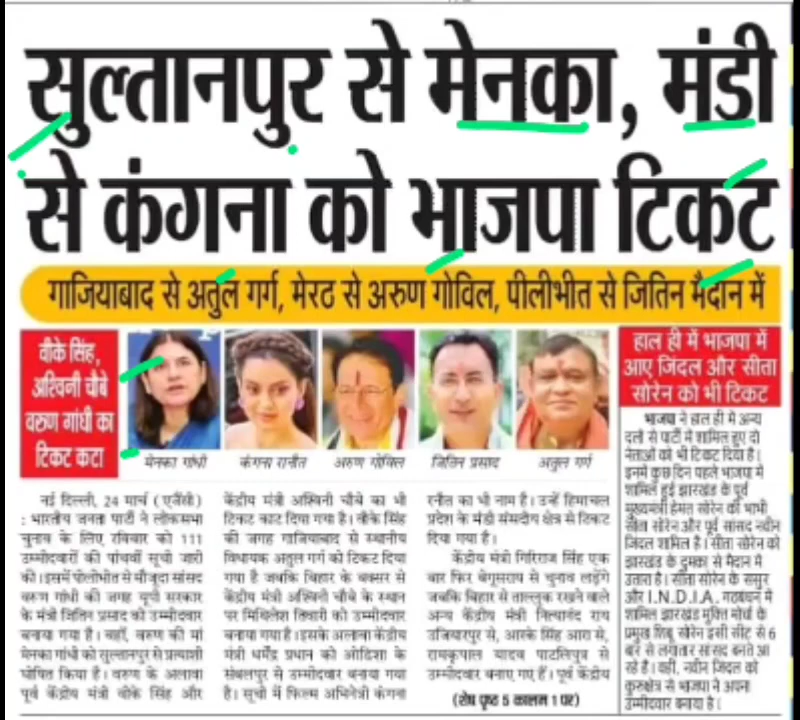 सुल्तानपुर से मेनका, मंडी
से कंगना को भाजपा टिकट
गाजियाबाद से अतुल गर्ग, मेरठ से अरुण गोविल, पीलीभीत से जितिन मैदान में
वीके सिंह,
अश्विनी चौबे
वरुण गांधी का
टिकट कटा
मेनका गांधी
कंगना रानौत
अरुण गोविल
जितिन प्रसाद
अतुल गर्ग
नई दिल्ली, 24 मार्च (एजैंसी)
: भारतीय जनता पार्टी ने लोकसभा
चुनाव के लिए रविवार को 111
उम्मीदवारों की पांचवीं सूची जारी
की। इसमें पीलीभीत से मौजूदा सांसद
वरुण गांधी की जगह यूपी सरकार
के मंत्री जितिन प्रसाद को उम्मीदवार
बनाया गया है। वहीं, वरुण की मां
मेनका गांधी को सुल्तानपुर से प्रत्याशी
घोषित किया है। वरुण के अलावा
पूर्व केंद्रीय मंत्री वीके सिंह और
केंद्रीय मंत्री अश्विनी चौबे का भी
टिकट काट दिया गया है। वीके सिंह
की जगह गाजियाबाद से स्थानीय
विधायक अतुल गर्ग को टिकट दिया
गया है जबकि बिहार के बक्सर से
केंद्रीय मंत्री अश्विनी चौबे के स्थान
पर मिथिलेश तिवारी को उम्मीदवार
बनाया गया है। इसके अलावा केंद्रीय
मंत्री धर्मेंद्र प्रधान को ओडिशा के
संबलपुर से उम्मीदवार बनाया गया
है। सूची में फिल्म अभिनेत्री कंगना
रनौत का भी नाम है। उन्हें हिमाचल
प्रदेश के मंडी संसदीय क्षेत्र से टिकट
दिया गया है।
केंद्रीय मंत्री गिरिराज सिंह एक
बार फिर बेगूसराय से चुनाव लड़ेंगे
जबकि बिहार से ताल्लुक रखने वाले
अन्य केंद्रीय मंत्री नित्यानंद राय
उजियारपुर से, आरके सिंह आरा से,
रामकृपाल यादव पाटलिपुत्र से
उम्मीदवार बनाए गए हैं। पूर्व केंद्रीय
(शेष पृष्ठ 5 कालम 1 पर)
हाल ही में भाजपा में
आए जिंदल और सीता
सोरेन को भी टिकट
भाजपा ने हाल ही में अन्य
दलों से पार्टी में शामिल हुए दो
नेताओं को भी टिकट दिया है।
इनमें कुछ दिन पहले भाजपा में
शामिल हुई झारखंड के पूर्व
मुख्यमंत्री हेमंत सोरेन की भाभी
सीता सोरेन और पूर्व सांसद नवीन
जिंदल शामिल है। सीता सोरेन को
झारखंड के दुमका से मैदान में
उतारा है। सीता सोरेन के ससुर
और I.N.D.I.A. गठबंधन में
शामिल झारखंड मुक्ति मोर्चा के
प्रमुख शिबू सोरेन इसी सीट से 6
बार से लगातार सांसद बनते आ
रहे हैं। वहीं, नवीन जिंदल को
कुरुक्षेत्र से भाजपा ने अपना
उम्मीदवार बनाया है।